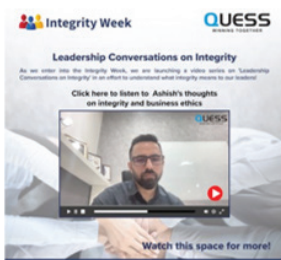 Integrity Week
QUESS
WINNING TOGETHER
Leadership Conversations on Integrity
As we enter into the Integrity Week, we are launching a video series on 'Leadership
Conversations on Integrity' in an effort to understand what integrity means to our leaders!
Click here to listen to Ashish's thoughts
on integrity and business ethics
QUESS
Watch this space for more!